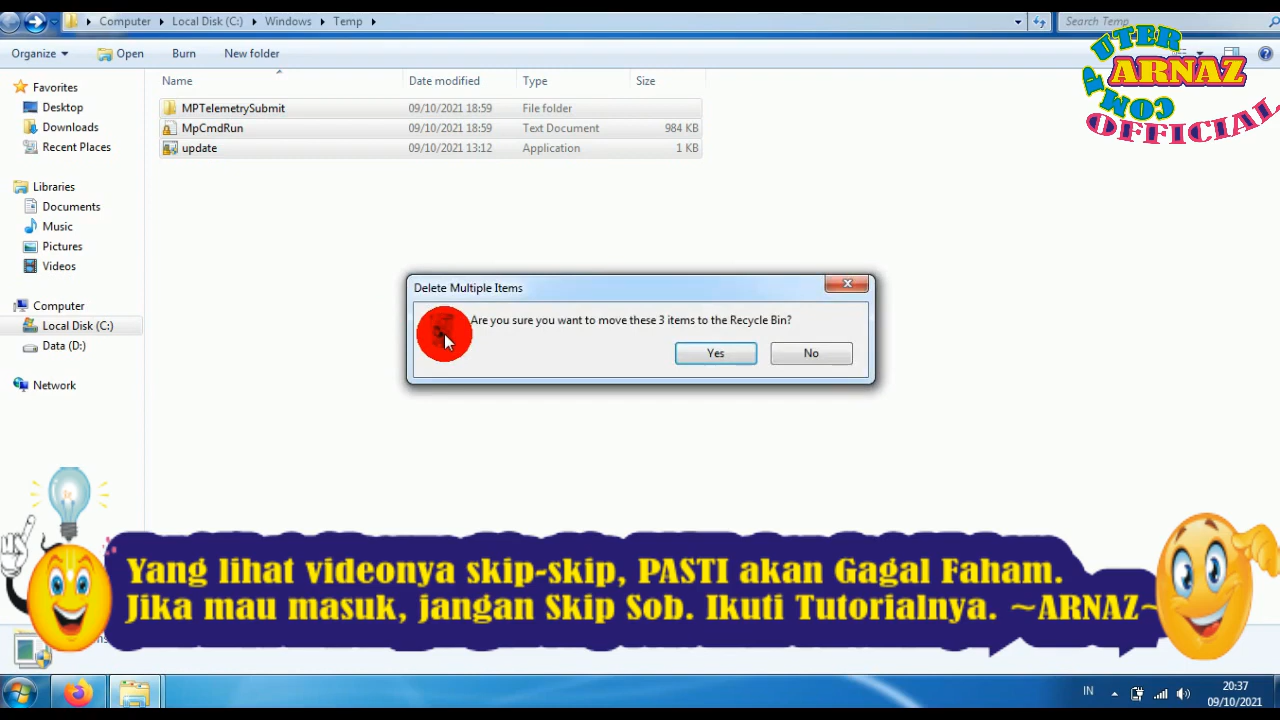 Computer Local Disk (C:) Windows Temp
Search Temp
Organize Open Burn New folder
PUTER
ARNAZ
COM
OFFICIAL
Name Date modified Type Size
MPTelemetrySubmit 09/10/2021 18:59 File folder
MpCmdRun 09/10/2021 18:59 Text Document 984 KB
update 09/10/2021 13:12 Application 1 KB
Favorites
Desktop
Downloads
Recent Places
Libraries
Documents
Music
Pictures
Videos
Computer
Local Disk (C:)
Data (D:)
Network
Delete Multiple Items
Are you sure you want to move these 3 items to the Recycle Bin?
Yes No
Yang lihat videonya skip-skip, PASTI akan Gagal Faham.
Jika mau masuk, jangan Skip Sob. Ikuti Tutorialnya. ~ARNAZ~
IN 20:37
09/10/2021